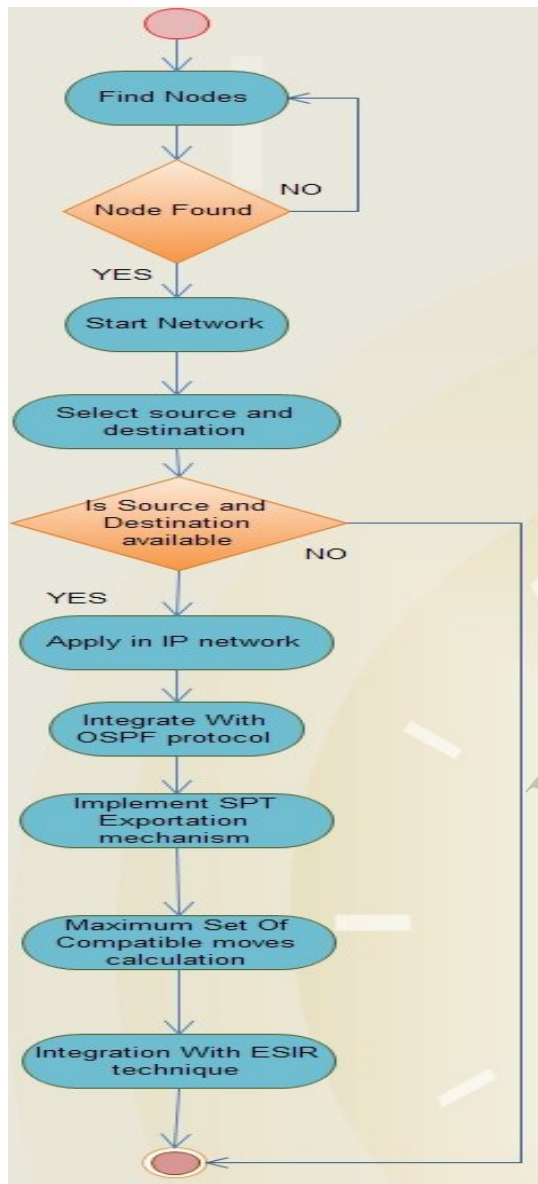 Find Nodes
NO
Node Found
YES
Start Network
Select source and
destination
Is Source and
Destination
available
NO
YES
Apply in IP network
Integrate With
OSPF protocol
Implement SPT
Exportation
mechanism
Maximum Set Of
Compatible moves
calculation
Integration With ESIR
technique